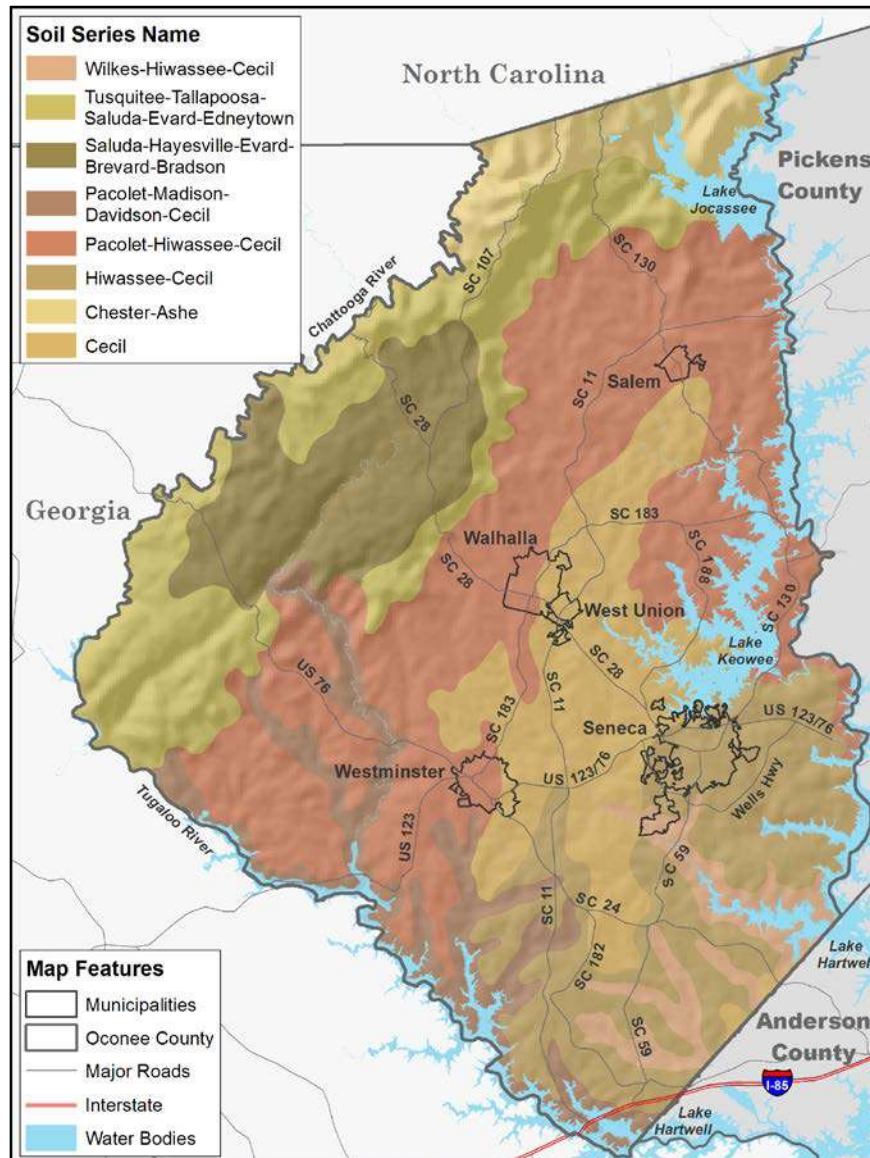 Soil Series Name
Wilkes-Hiwassee-Cecil
Tusquitee-Tallapoosa-
Saluda-Evard-Edneytown
Saluda-Hayesville-Evard-
Brevard-Bradson
Pacolet-Madison-
Davidson-Cecil
Pacolet-Hiwassee-Cecil
Hiwassee-Cecil
Chester-Ashe
Cecil
North Carolina
Pickens
County
Lake
Jocassee
SC 130
SC 107
Chattooga River
Salem
SC 11
SC 28
Georgia
SC 183
Walhalla
SC 188
SC 28
West Union
SC 130
Lake
Keowee
SC 28
US 76
SC 11
SC 183
Seneca
US 123/76
Westminster
US 123/76
Wells Hwy
Tugaloo River
US 123
SC 59
SC 11
SC 24
SC 182
Lake
Hartwell
Anderson
County
SC 59
I-85
Lake
Hartwell
Map Features
Municipalities
Oconee County
Major Roads
Interstate
Water Bodies